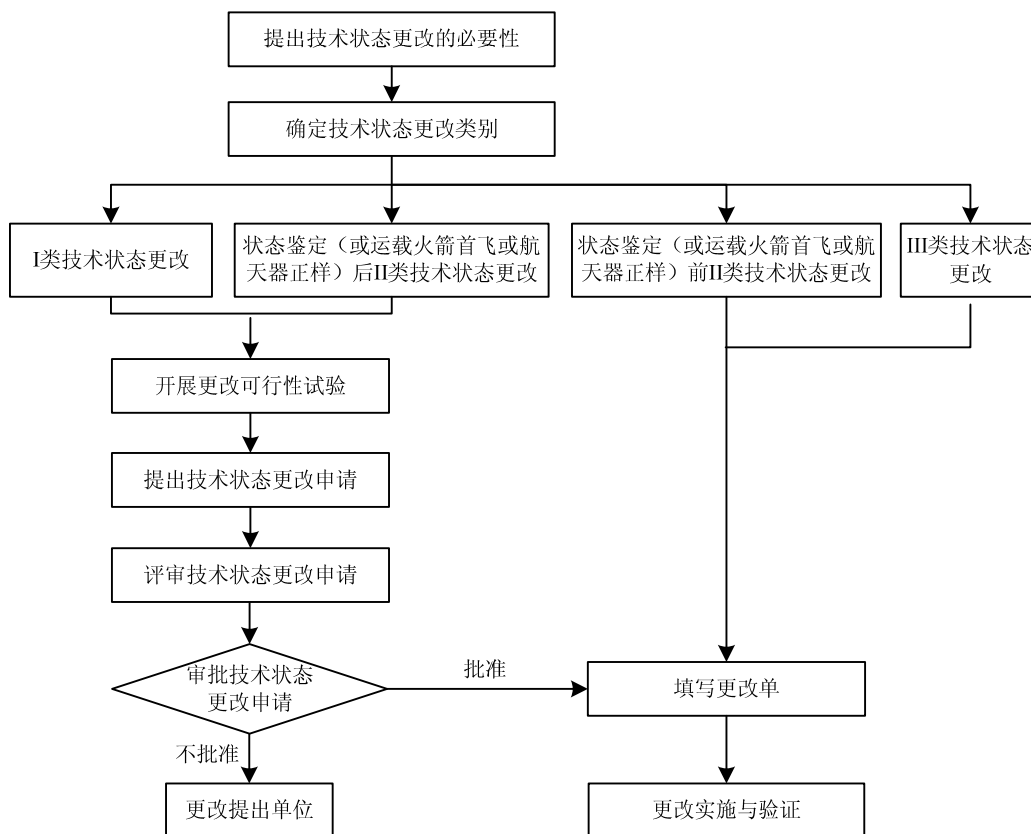 提出技术状态更改的必要性
确定技术状态更改类别
I类技术状态更改
状态鉴定（或运载火箭首飞或航
天器正样）后II类技术状态更改
状态鉴定（或运载火箭首飞或航
天器正样）前II类技术状态更改
III类技术状态
更改
开展更改可行性试验
提出技术状态更改申请
评审技术状态更改申请
审批技术状态
更改申请
批准
填写更改单
不批准
更改提出单位
更改实施与验证